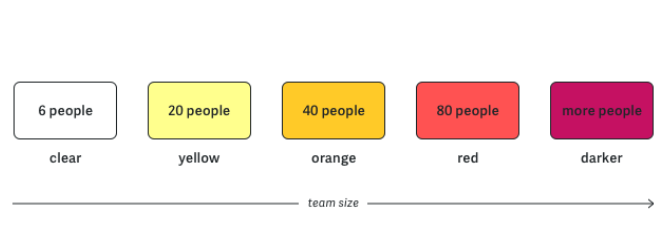 6 people
20 people
40 people
80 people
more people
clear
yellow
orange
red
darker
team size